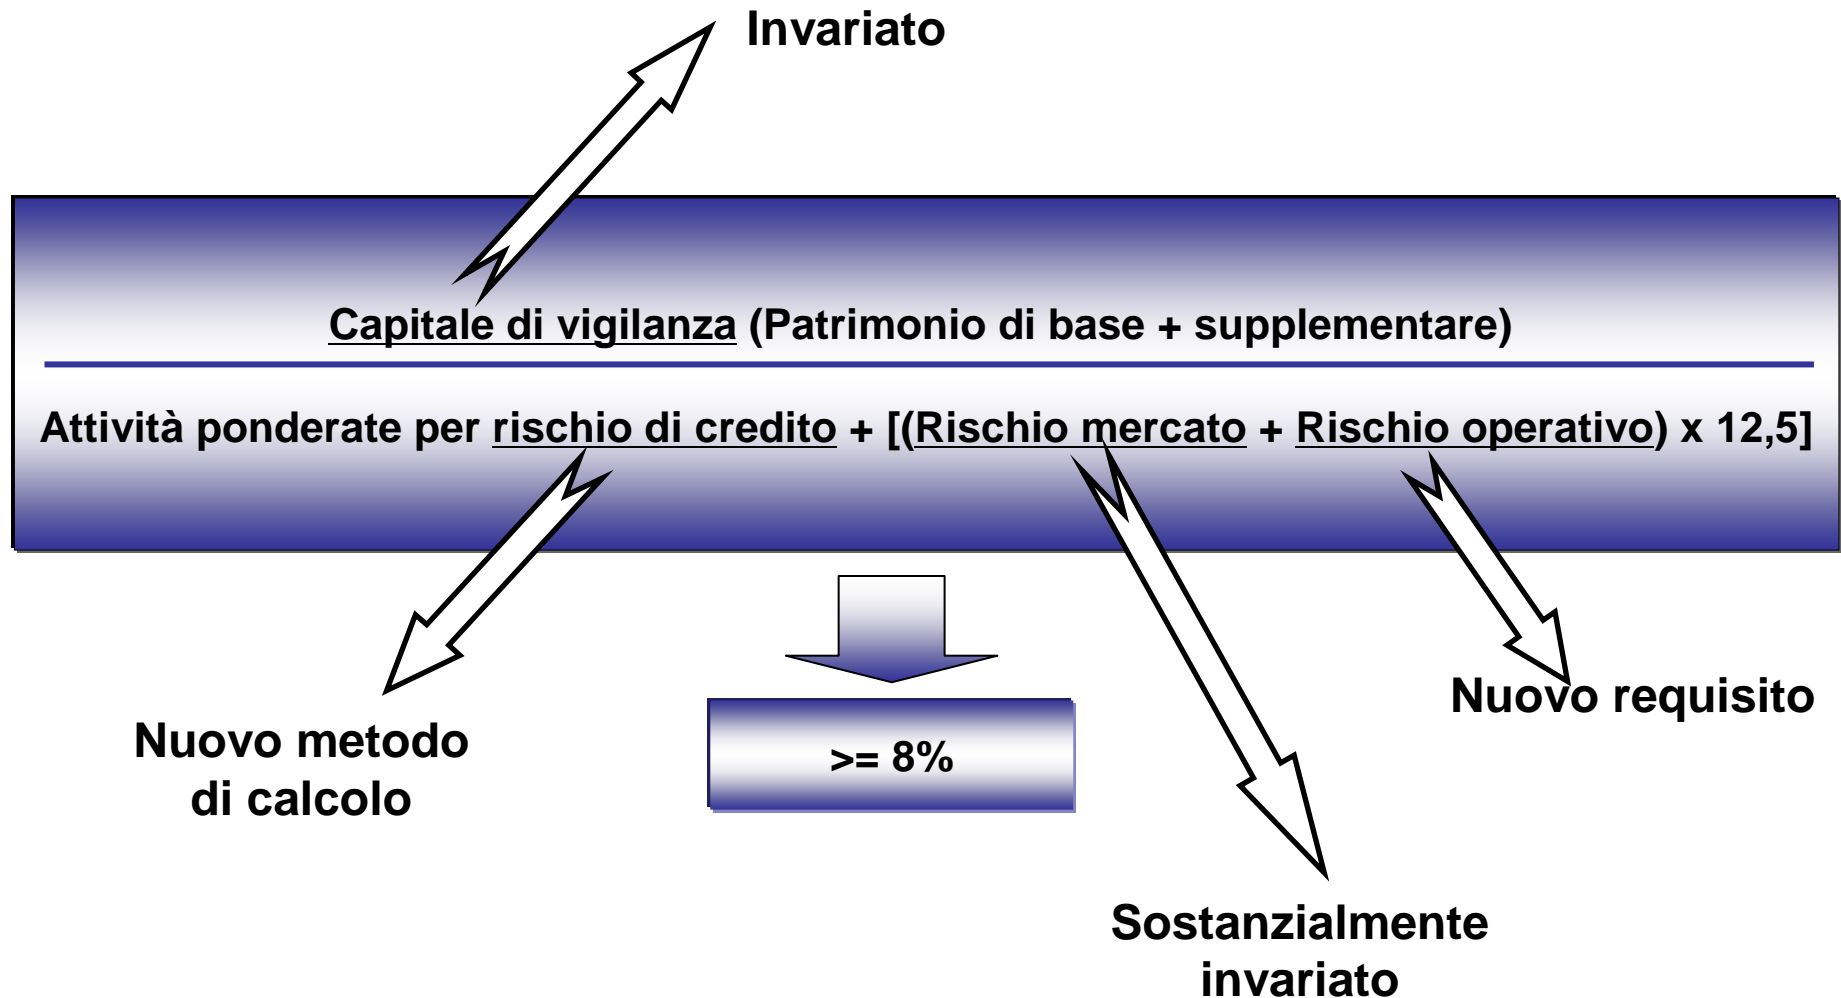 Invariato
Capitale di vigilanza (Patrimonio di base + supplementare)
Attività ponderate per rischio di credito + [(Rischio mercato + Rischio operativo) x 12,5]
Nuovo requisito
Nuovo metodo
di calcolo
>= 8%
Sostanzialmente
invariato